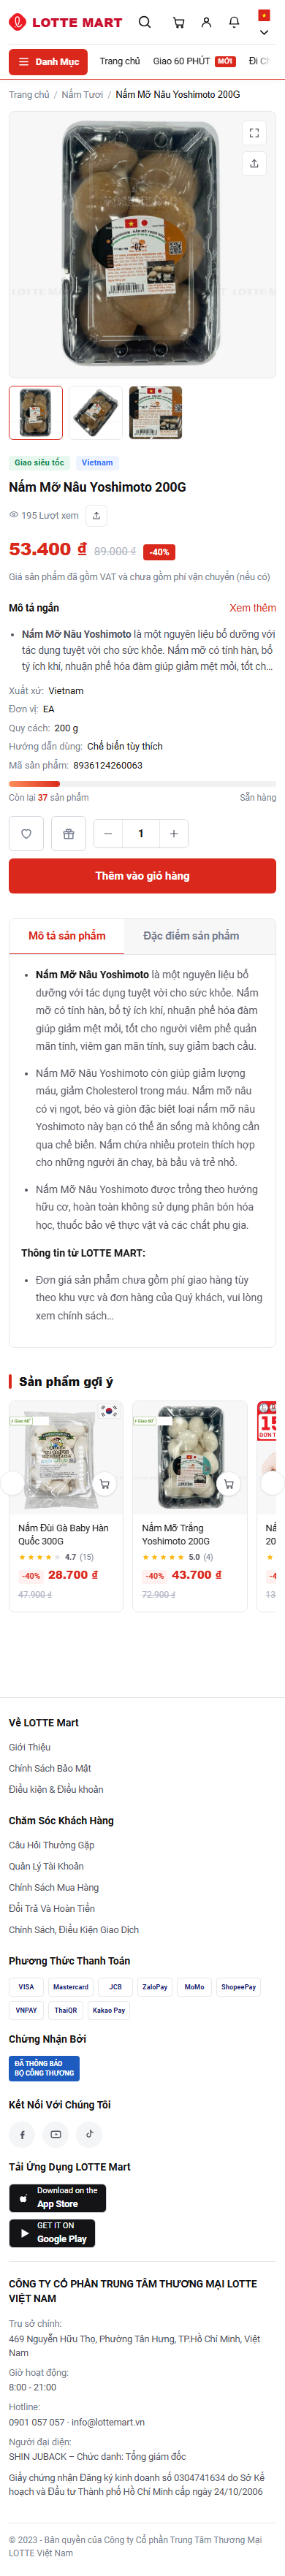 LOTTE MART
Danh Mục
Trang chủ
Giao 60 PHÚT
MỚI
Đi Ch
Trang chủ / Nấm Tươi / Nấm Mỡ Nâu Yoshimoto 200G
LOTTE MART
Giao siêu tốc
Vietnam
Nấm Mỡ Nâu Yoshimoto 200G
195 Lượt xem
53.400 ₫ 89.000 ₫ -40%
Giá sản phẩm đã gồm VAT và chưa gồm phí vận chuyển (nếu có)
Mô tả ngắn
Xem thêm
Nấm Mỡ Nâu Yoshimoto là một nguyên liệu bổ dưỡng với
tác dụng tuyệt vời cho sức khỏe. Nấm mỡ có tính hàn, bổ
tỳ ích khí, nhuận phế hóa đàm giúp giảm mệt mỏi, tốt ch...
Xuất xứ: Vietnam
Đơn vị: EA
Quy cách: 200 g
Hướng dẫn dùng: Chế biến tùy thích
Mã sản phẩm: 8936124260063
Còn lại 37 sản phẩm
Sẵn hàng
1
Thêm vào giỏ hàng
Mô tả sản phẩm
Đặc điểm sản phẩm
Nấm Mỡ Nâu Yoshimoto là một nguyên liệu bổ
dưỡng với tác dụng tuyệt vời cho sức khỏe. Nấm
mỡ có tính hàn, bổ tỳ ích khí, nhuận phế hóa đàm
giúp giảm mệt mỏi, tốt cho người viêm phế quản
mãn tính, viêm gan mãn tính, suy giảm bạch cầu.
Nấm Mỡ Nâu Yoshimoto còn giúp giảm lượng
máu, giảm Cholesterol trong máu. Nấm mỡ nâu
có vị ngọt, béo và giòn đặc biệt loại nấm mỡ nâu
Yoshimoto này bạn có thể ăn sống mà không cần
qua chế biến. Nấm chứa nhiều protein thích hợp
cho những người ăn chay, bà bầu và trẻ nhỏ.
Nấm Mỡ Nâu Yoshimoto được trồng theo hướng
hữu cơ, hoàn toàn không sử dụng phân bón hóa
học, thuốc bảo vệ thực vật và các chất phụ gia.
Thông tin từ LOTTE MART:
Đơn giá sản phẩm chưa gồm phí giao hàng tùy
theo khu vực và đơn hàng của Quý khách, vui lòng
xem chính sách...
Sản phẩm gợi ý
Nấm Đùi Gà Baby Hàn
Quốc 300G
4.7 (15)
-40% 28.700 ₫
47.900 ₫
Nấm Mỡ Trắng
Yoshimoto 200G
5.0 (4)
-40% 43.700 ₫
72.900 ₫
Về LOTTE Mart
Giới Thiệu
Chính Sách Bảo Mật
Điều kiện & Điều khoản
Chăm Sóc Khách Hàng
Câu Hỏi Thường Gặp
Quản Lý Tài Khoản
Chính Sách Mua Hàng
Đổi Trả Và Hoàn Tiền
Chính Sách, Điều Kiện Giao Dịch
Phương Thức Thanh Toán
VISA
Mastercard
JCB
ZaloPay
MoMo
ShopeePay
VNPAY
ThaiQR
Kakao Pay
Chứng Nhận Bởi
ĐÃ THÔNG BÁO
BỘ CÔNG THƯƠNG
Kết Nối Với Chúng Tôi
Tải Ứng Dụng LOTTE Mart
Download on the
App Store
GET IT ON
Google Play
CÔNG TY CỔ PHẦN TRUNG TÂM THƯƠNG MẠI LOTTE
VIỆT NAM
Trụ sở chính:
469 Nguyễn Hữu Thọ, Phường Tân Hưng, TP.Hồ Chí Minh, Việt
Nam
Giờ hoạt động:
8:00 - 21:00
Hotline:
0901 057 057 · info@lottemart.vn
Người đại diện:
SHIN JUBACK – Chức danh: Tổng giám đốc
Giấy chứng nhận Đăng ký kinh doanh số 0304741634 do Sở Kế
hoạch và Đầu tư Thành phố Hồ Chí Minh cấp ngày 24/10/2006
© 2023 - Bản quyền của Công ty Cổ phần Trung Tâm Thương Mại
LOTTE Việt Nam